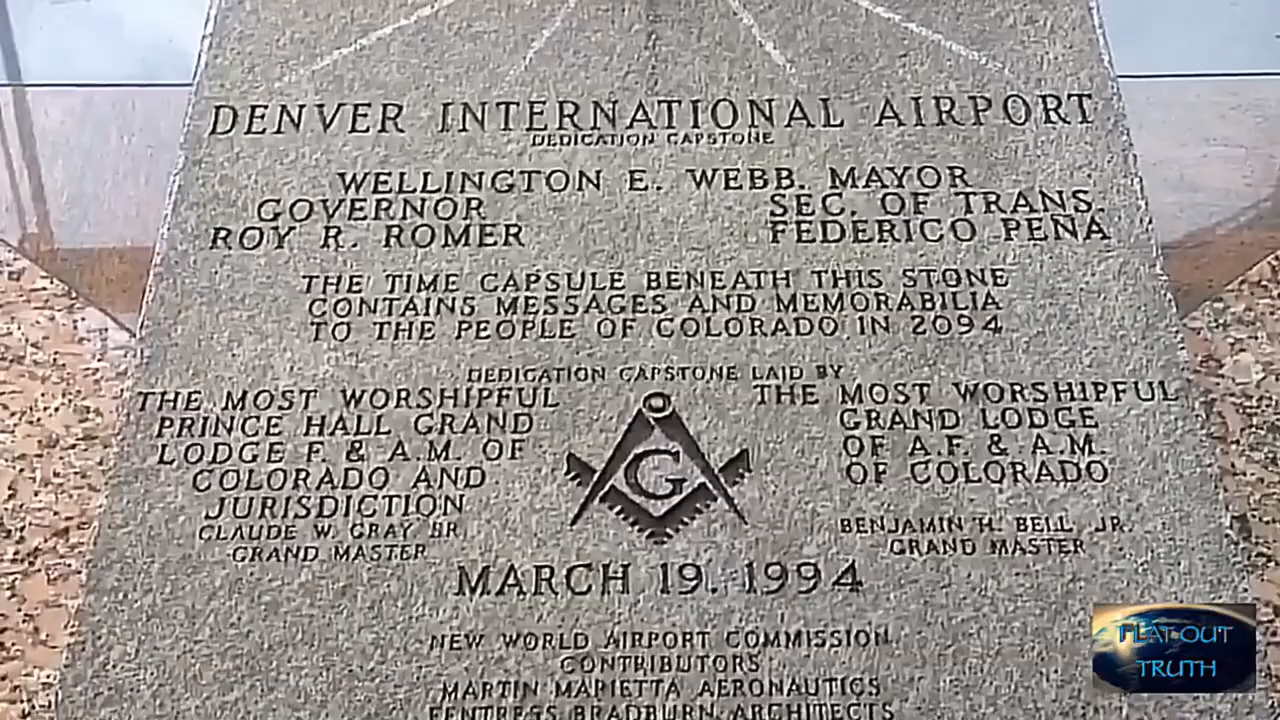 DENVER INTERNATIONAL AIRPORT
DEDICATION CAPSTONE
WELLINGTON E. WEBB. MAYOR
GOVERNOR
ROY R. ROMER
SEC. OF TRANS.
FEDERICO PENA
THE TIME CAPSULE BENEATH THIS STONE
CONTAINS MESSAGES AND MEMORABILIA
TO THE PEOPLE OF COLORADO IN 2094
DEDICATION CAPSTONE LAID BY
THE MOST WORSHIPFUL
PRINCE HALL GRAND
LODGE F. & A.M. OF
COLORADO AND
JURISDICTION
CLAUDE W. GRAY SR.
GRAND MASTER
G
THE MOST WORSHIPFUL
GRAND LODGE
OF A.F. & A.M.
OF COLORADO
BENJAMIN H. BELL JR.
GRAND MASTER
MARCH 19. 1994
NEW WORLD AIRPORT COMMISSION
CONTRIBUTORS
MARTIN MARIETTA AERONAUTICS
FENTRESS BRADBURN ARCHITECTS
FLAT OUT
TRUTH